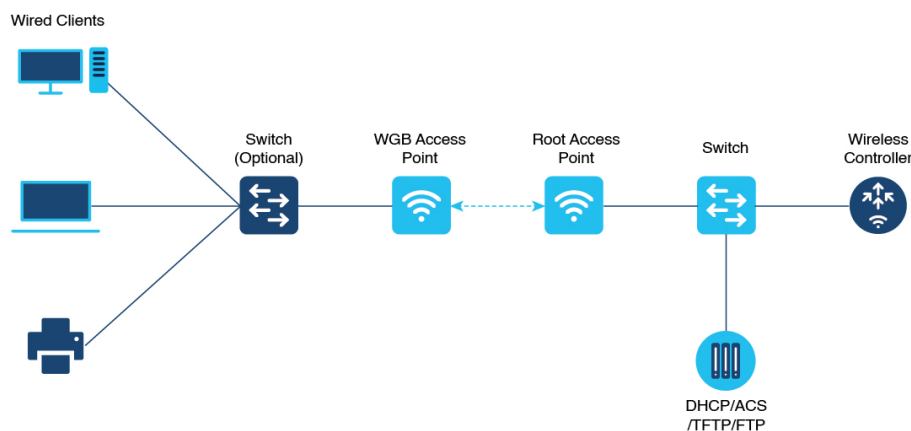 Wired Clients
Switch
(Optional)
WGB Access
Point
Root Access
Point
Switch
Wireless
Controller
DHCP/ACS
/TFTP/FTP